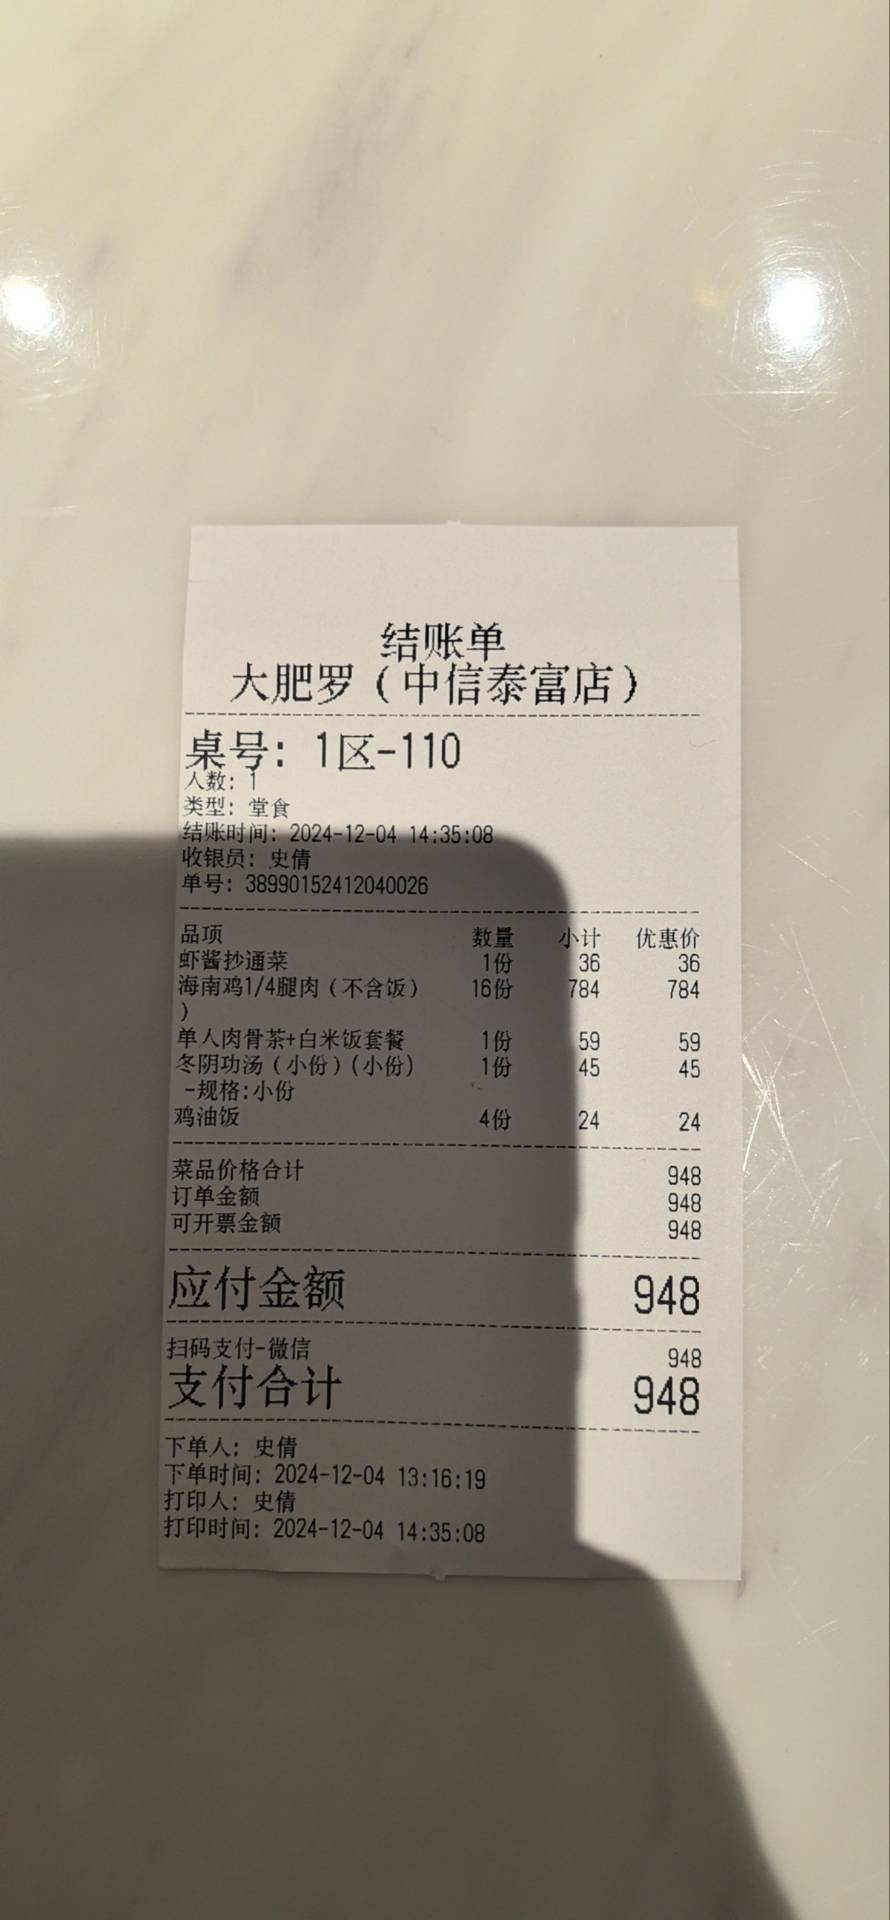 结账单
大肥罗（中信泰富店）
桌号：1区-110
人数：1
类型：堂食
结账时间：2024-12-04 14:35:08
收银员：史倩
单号：38990152412040026
品项 数量 小计 优惠价
虾酱抄通菜 1份 36 36
海南鸡1/4腿肉（不含饭） 16份 784 784
）
单人肉骨茶+白米饭套餐 1份 59 59
冬阴功汤（小份）(小份) 1份 45 45
-规格:小份
鸡油饭 4份 24 24
菜品价格合计 948
订单金额 948
可开票金额 948
应付金额 948
扫码支付-微信 948
支付合计 948
下单人：史倩
下单时间：2024-12-04 13:16:19
打印人：史倩
打印时间：2024-12-04 14:35:08